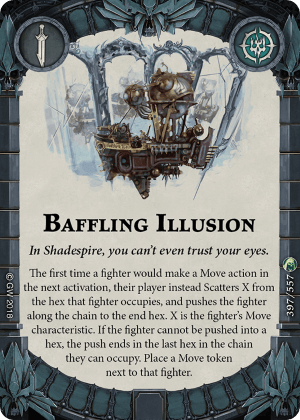 BAFFLING ILLUSION
In Shadespire, you can't even trust your eyes.
The first time a fighter would make a Move action in
the next activation, their player instead Scatters X from
the hex that fighter occupies, and pushes the fighter
along the chain to the end hex. X is the fighter's Move
characteristic. If the fighter cannot be pushed into a
hex, the push ends in the last hex in the chain
they can occupy. Place a Move token
next to that fighter.
© GW 2018
397/557